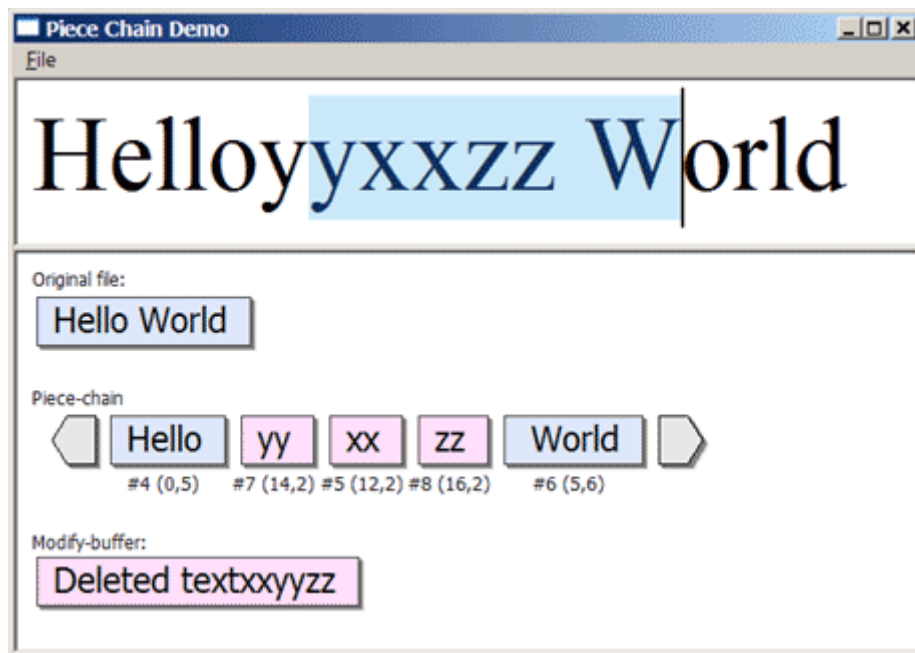 Piece Chain Demo
File
Helloyyxxzz World
Original file:
Hello World
Piece-chain
Hello yy xx zz World
#4 (0,5) #7 (14,2) #5 (12,2) #8 (16,2) #6 (5,6)
Modify-buffer:
Deleted textxxyyzz